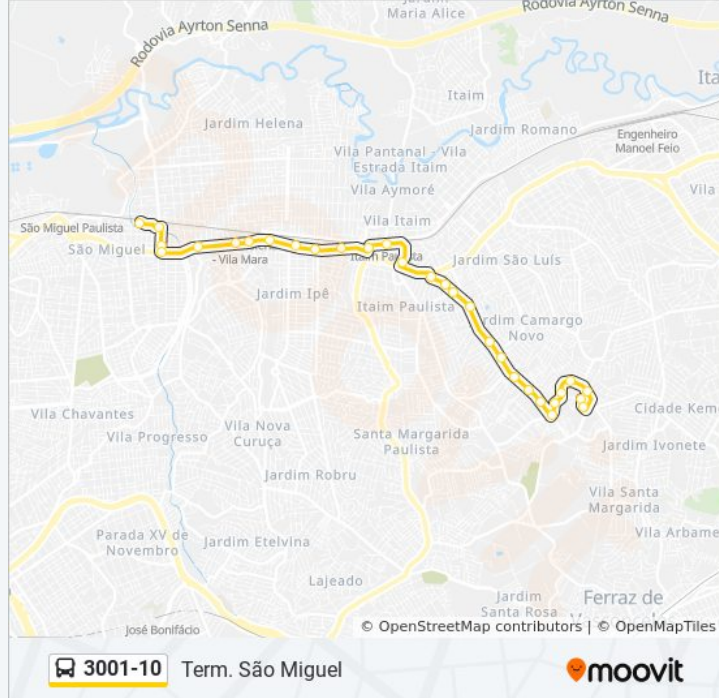 Jardim
Maria Alice
Rodovia Ayrton Senna
Rodovia Ayrton Senna
Ita
Itaim
Jardim Helena
Jardim Romano
Engenheiro
Manoel Feio
Vila Pantanal - Vila
Estrada Itaim
Vila Aymoré
Vila
Vila Itaim
São Miguel Paulista
São Miguel
- Vila Mara
Itaim Paulista
Jardim São Luís
Jardim Ipê
Itaim Paulista
rdim Camargo
Novo
Vila Chavantes
Vila Progresso
Vila Nova
Curuça
Santa Margarida
Paulista
Cidade Kem
Jardim Ivonete
Jardim Robru
Vila Santa
Margarida
Parada XV de
Novembro
Jardim Etelvina
Vila Arbame
Lajeado
Jardim
Santa Rosa
Ferraz de
José Bonifácio
© OpenStreetMap contributors | © OpenMapTiles
3001-10 Term. São Miguel
moovit